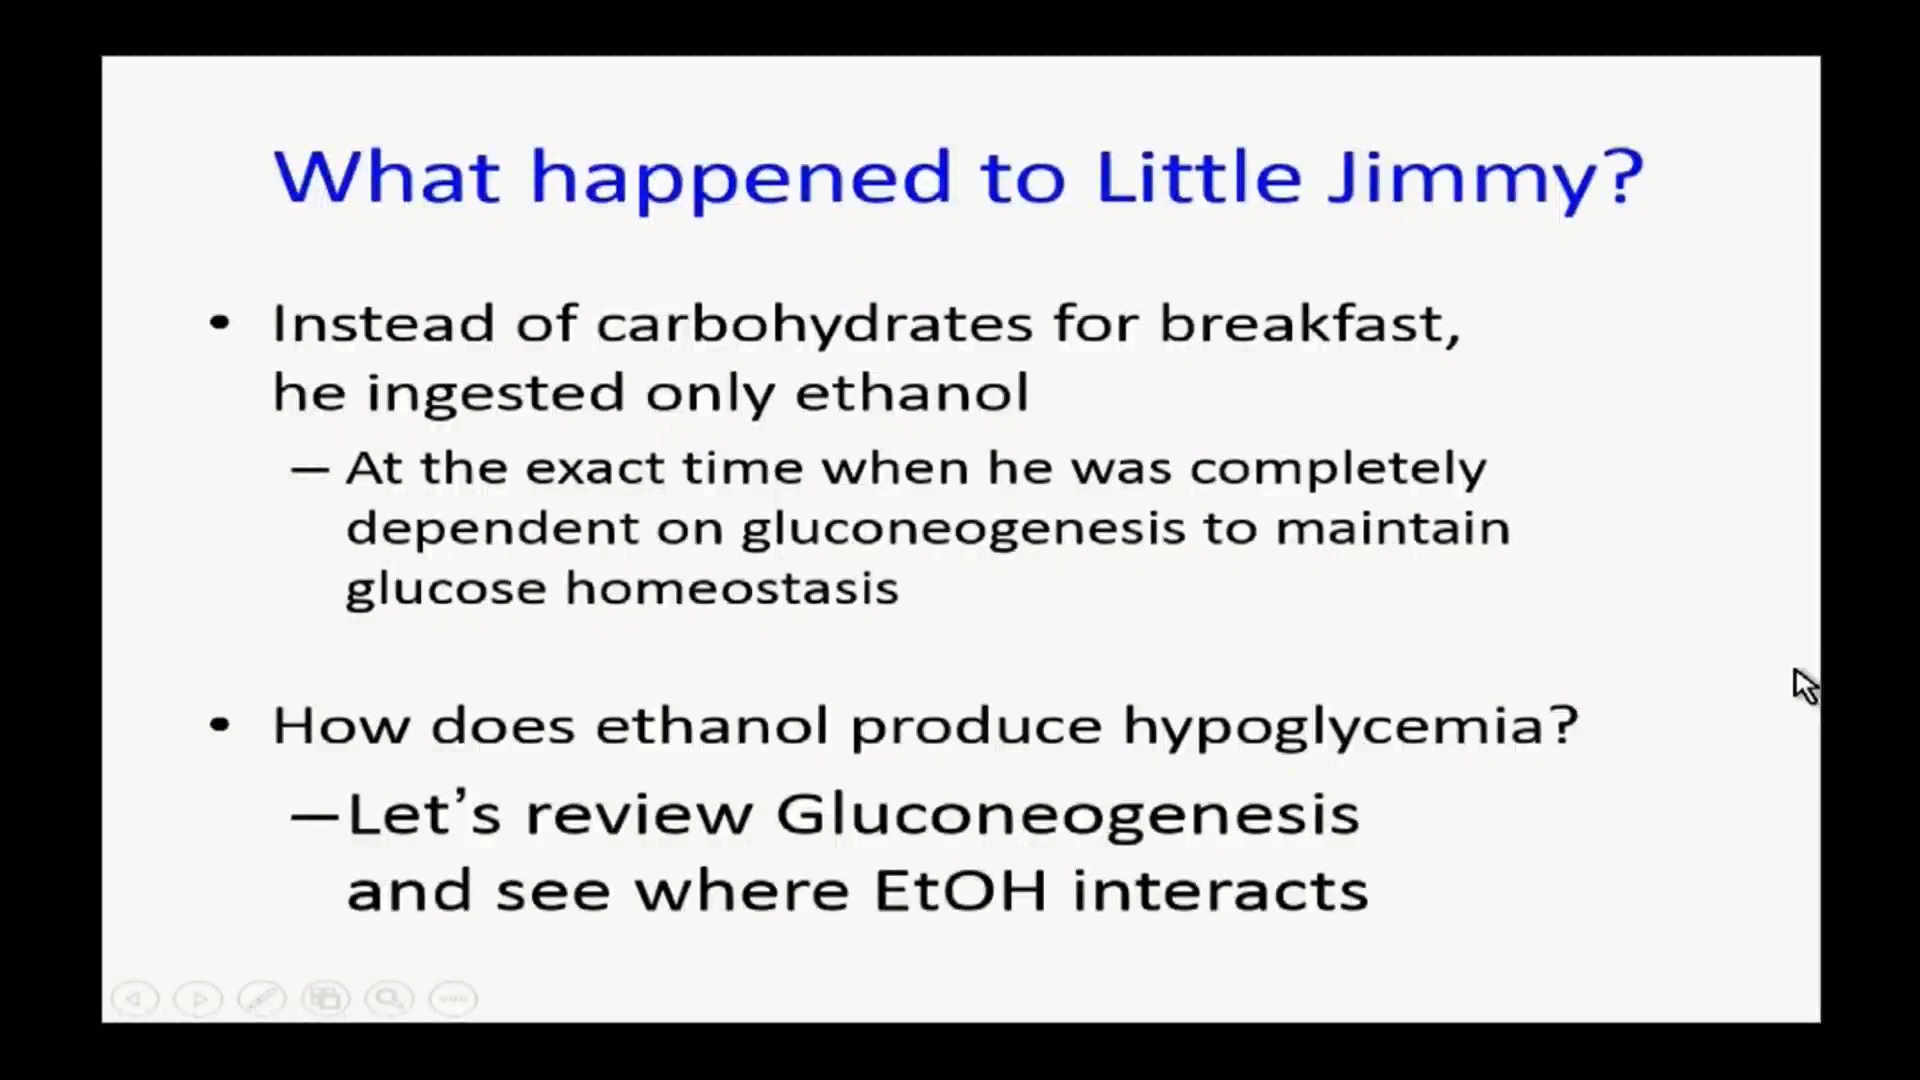 What happened to Little Jimmy?
• Instead of carbohydrates for breakfast,
he ingested only ethanol
– At the exact time when he was completely
dependent on gluconeogenesis to maintain
glucose homeostasis
• How does ethanol produce hypoglycemia?
–Let’s review Gluconeogenesis
and see where EtOH interacts